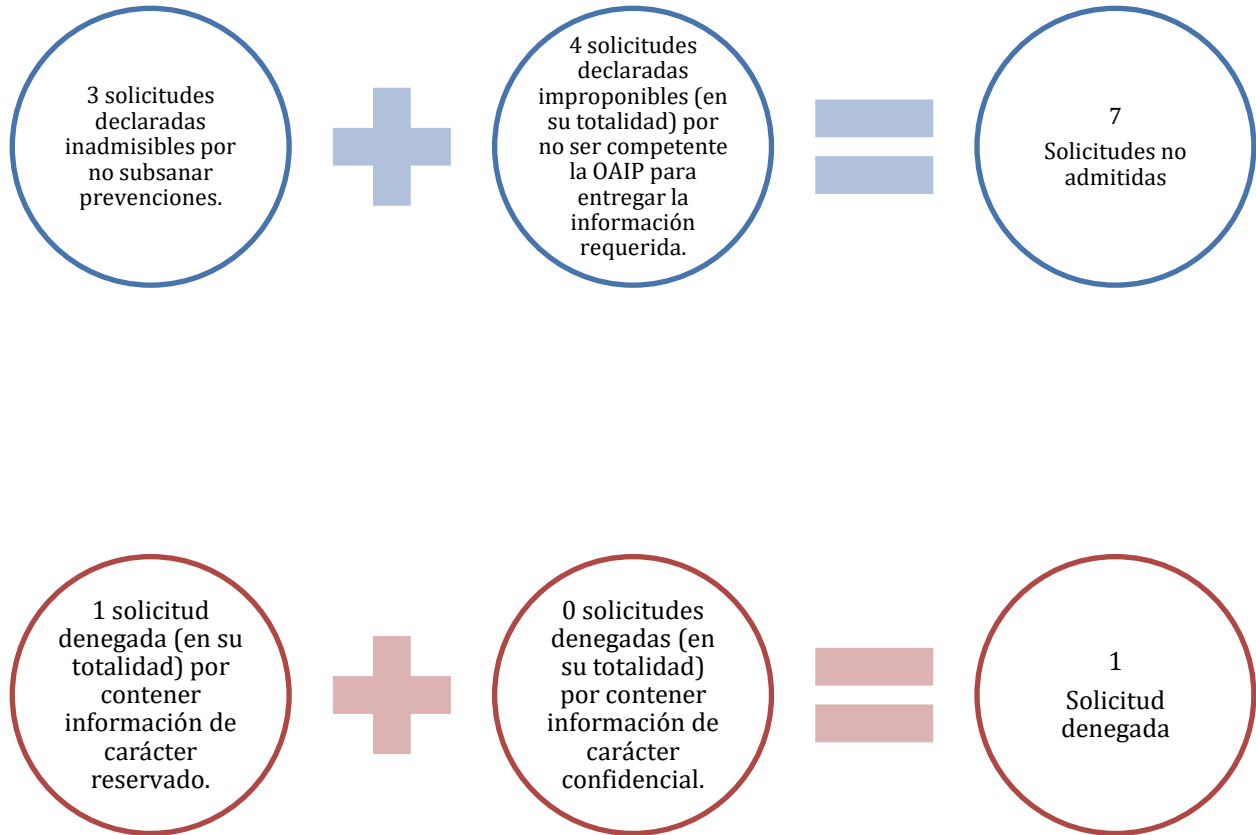 3 solicitudes
declaradas
inadmisibles por
no subsanar
prevenciones.
4 solicitudes
declaradas
improponibles (en
su totalidad) por
no ser competente
la OAIP para
entregar la
información
requerida.
7
Solicitudes no
admitidas
1 solicitud
denegada (en su
totalidad) por
contener
información de
carácter
reservado.
0 solicitudes
denegadas (en
su totalidad)
por contener
información de
carácter
confidencial.
1
Solicitud
denegada